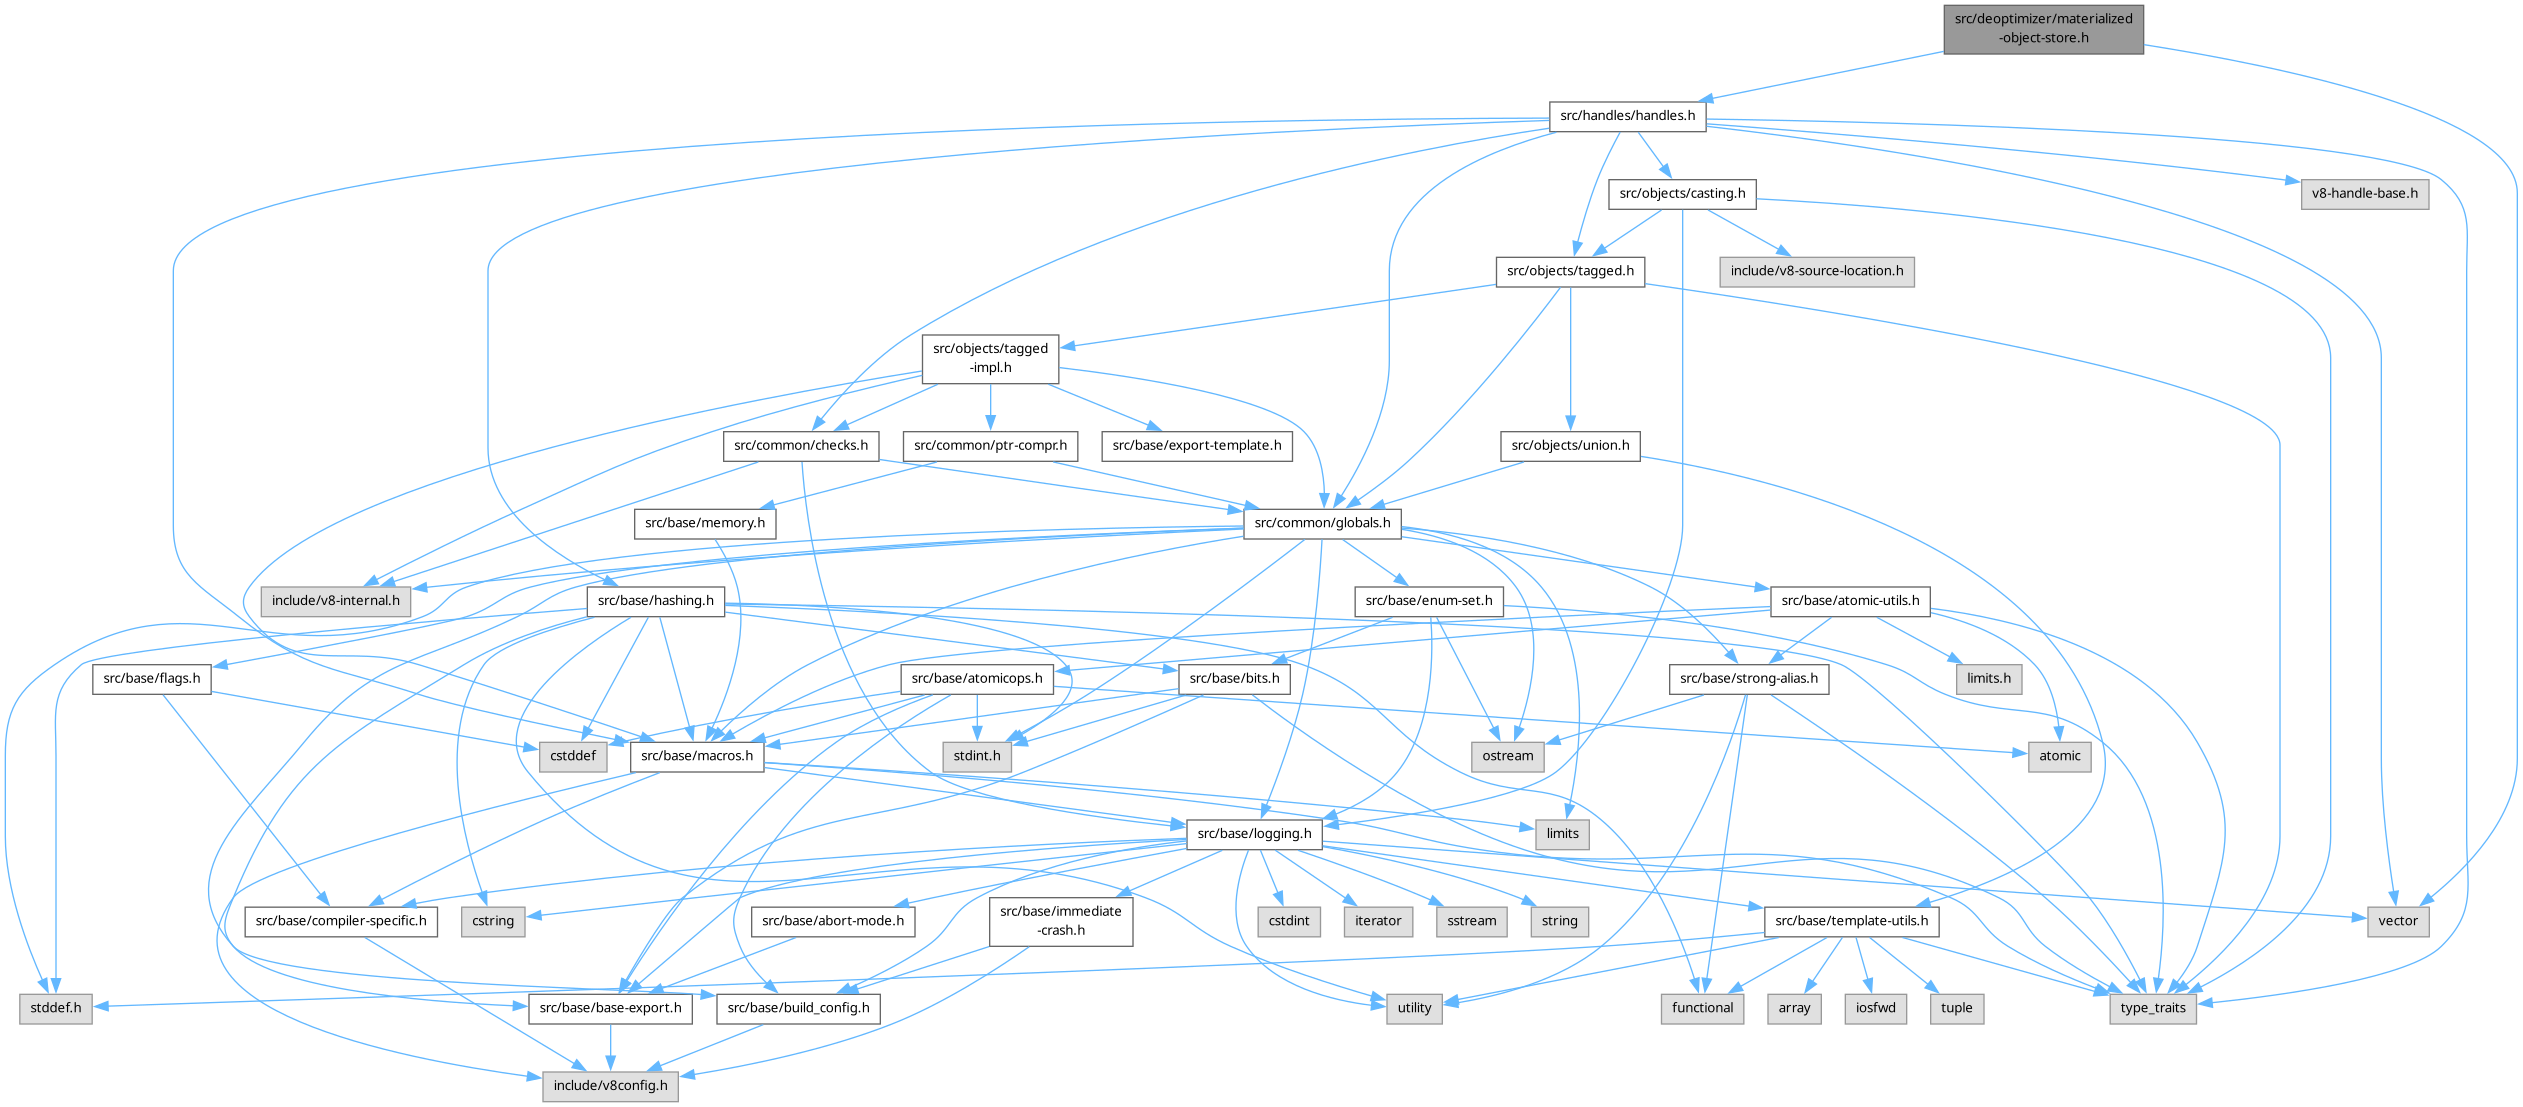 src/deoptimizer/materialized
-object-store.h
src/handles/handles.h
src/objects/casting.h
v8-handle-base.h
src/objects/tagged.h
include/v8-source-location.h
src/objects/tagged
-impl.h
src/common/checks.h
src/common/ptr-compr.h
src/base/export-template.h
src/objects/union.h
src/base/memory.h
src/common/globals.h
include/v8-internal.h
src/base/hashing.h
src/base/enum-set.h
src/base/atomic-utils.h
src/base/flags.h
src/base/atomicops.h
src/base/bits.h
src/base/strong-alias.h
limits.h
cstddef
src/base/macros.h
stdint.h
ostream
atomic
src/base/logging.h
limits
src/base/compiler-specific.h
cstring
src/base/abort-mode.h
src/base/immediate
-crash.h
cstdint
iterator
sstream
string
src/base/template-utils.h
vector
stddef.h
src/base/base-export.h
src/base/build_config.h
utility
functional
array
iosfwd
tuple
type_traits
include/v8config.h